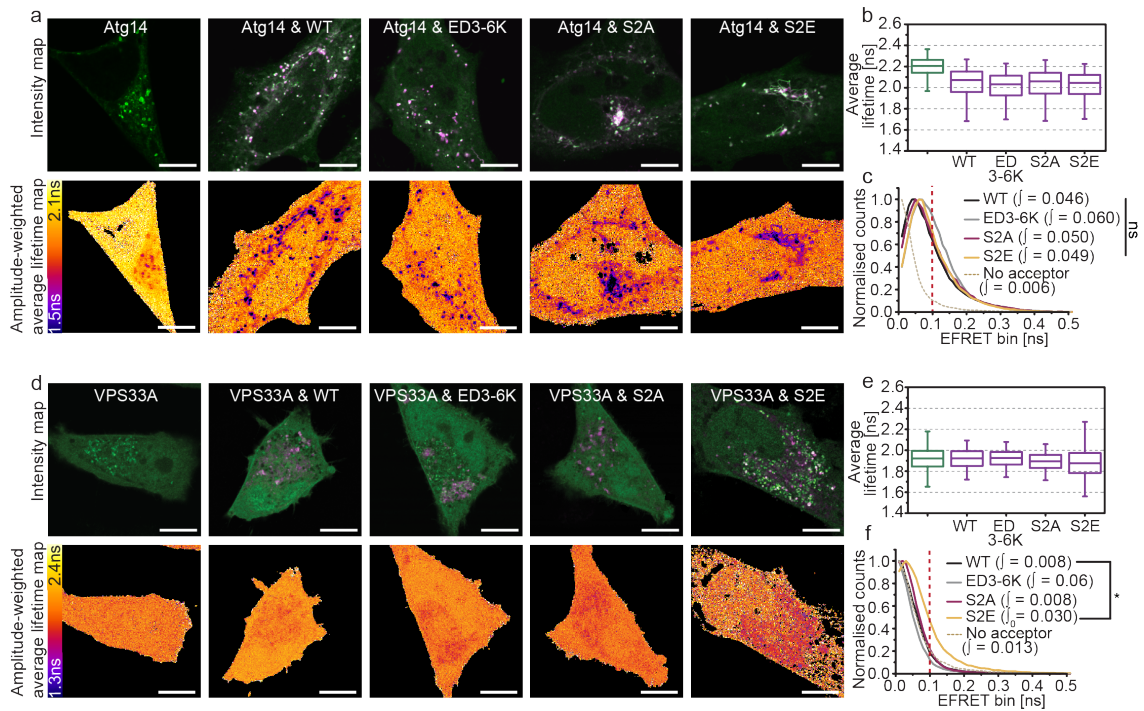 a
Atg14
Atg14 & WT
Atg14 & ED3-6K
Atg14 & S2A
Atg14 & S2E
Intensity map
Amplitude-weighted
average lifetime map
2.1ns
1.5ns
b
Average
lifetime [ns]
2.6
2.4
2.2
2.0
1.8
1.6
1.4
WT
ED
3-6K
S2A
S2E
c
Normalised counts
1.0
0.8
0.6
0.4
0.2
0.0
WT (∫ = 0.046)
ED3-6K (∫ = 0.060)
S2A (∫ = 0.050)
S2E (∫ = 0.049)
No acceptor
(∫ = 0.006)
ns
0.0
0.1
0.2
0.3
0.4
0.5
EFRET bin [ns]
d
VPS33A
VPS33A & WT
VPS33A & ED3-6K
VPS33A & S2A
VPS33A & S2E
Intensity map
Amplitude-weighted
average lifetime map
2.4ns
1.3ns
e
Average
lifetime [ns]
2.6
2.4
2.2
2.0
1.8
1.6
1.4
WT
ED
3-6K
S2A
S2E
f
Normalised counts
1.0
0.8
0.6
0.4
0.2
0.0
WT (∫ = 0.008)
ED3-6K (∫ = 0.06)
S2A (∫ = 0.008)
S2E (∫₀= 0.030)
No acceptor
(∫ = 0.013)
*
0.0
0.1
0.2
0.3
0.4
0.5
EFRET bin [ns]